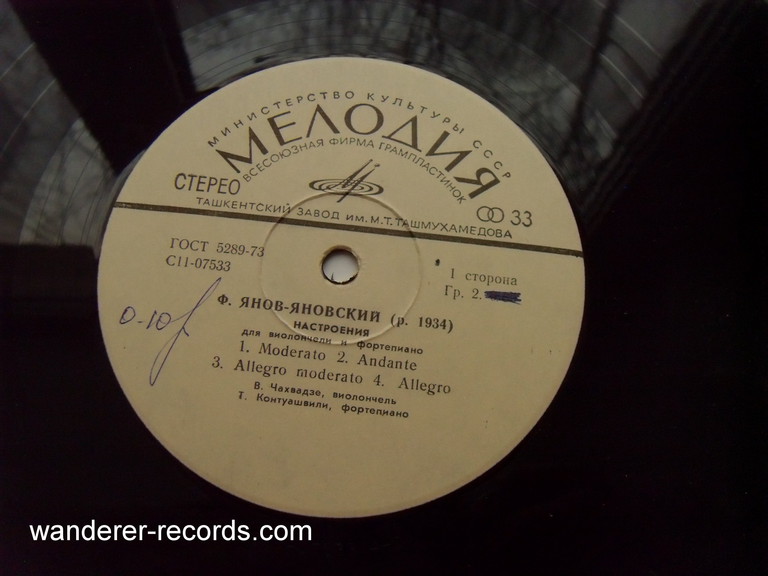 МИНИСТЕРСТВО КУЛЬТУРЫ СССР
МЕЛОДИЯ
ВСЕСОЮЗНАЯ ФИРМА ГРАМПЛАСТИНОК
СТЕРЕО
33
ТАШКЕНТСКИЙ ЗАВОД ИМ. М.Т. ТАШМУХАМЕДОВА
ГОСТ 5289-73
С11-07533
I сторона
Гр. 2.
0-10
Ф. ЯНОВ-ЯНОВСКИЙ (р. 1934)
НАСТРОЕНИЯ
для виолончели и фортепиано
1. Moderato 2. Andante
3. Allegro moderato 4. Allegro
В. Чахвадзе, виолончель
Т. Контуашвили, фортепиано
wanderer-records.com